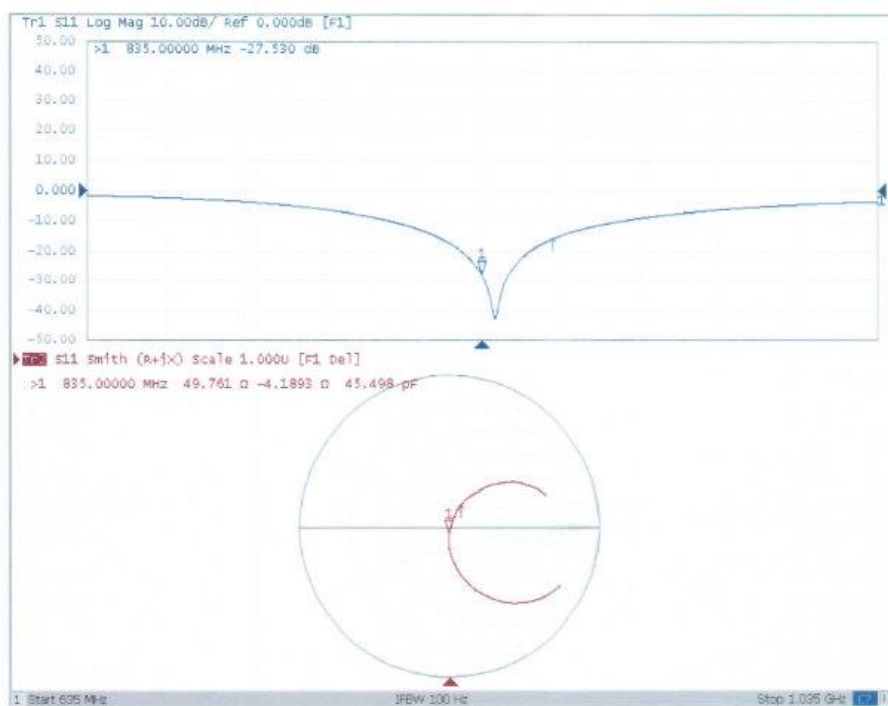 Tr1 S11 Log Mag 10.00dB/ Ref 0.000dB [F1]
50.00
>1 835.00000 MHz -27.530 dB
40.00
30.00
20.00
10.00
0.000
1
-10.00
-20.00
1
-30.00
-40.00
-50.00
S11 Smith (R+jX) Scale 1.000U [F1 Del]
>1 835.00000 MHz 49.761 Ω -4.1893 Ω 45.498 pF
1
1 Start 635 MHz IFBW 100 Hz Stop 1.035 GHz